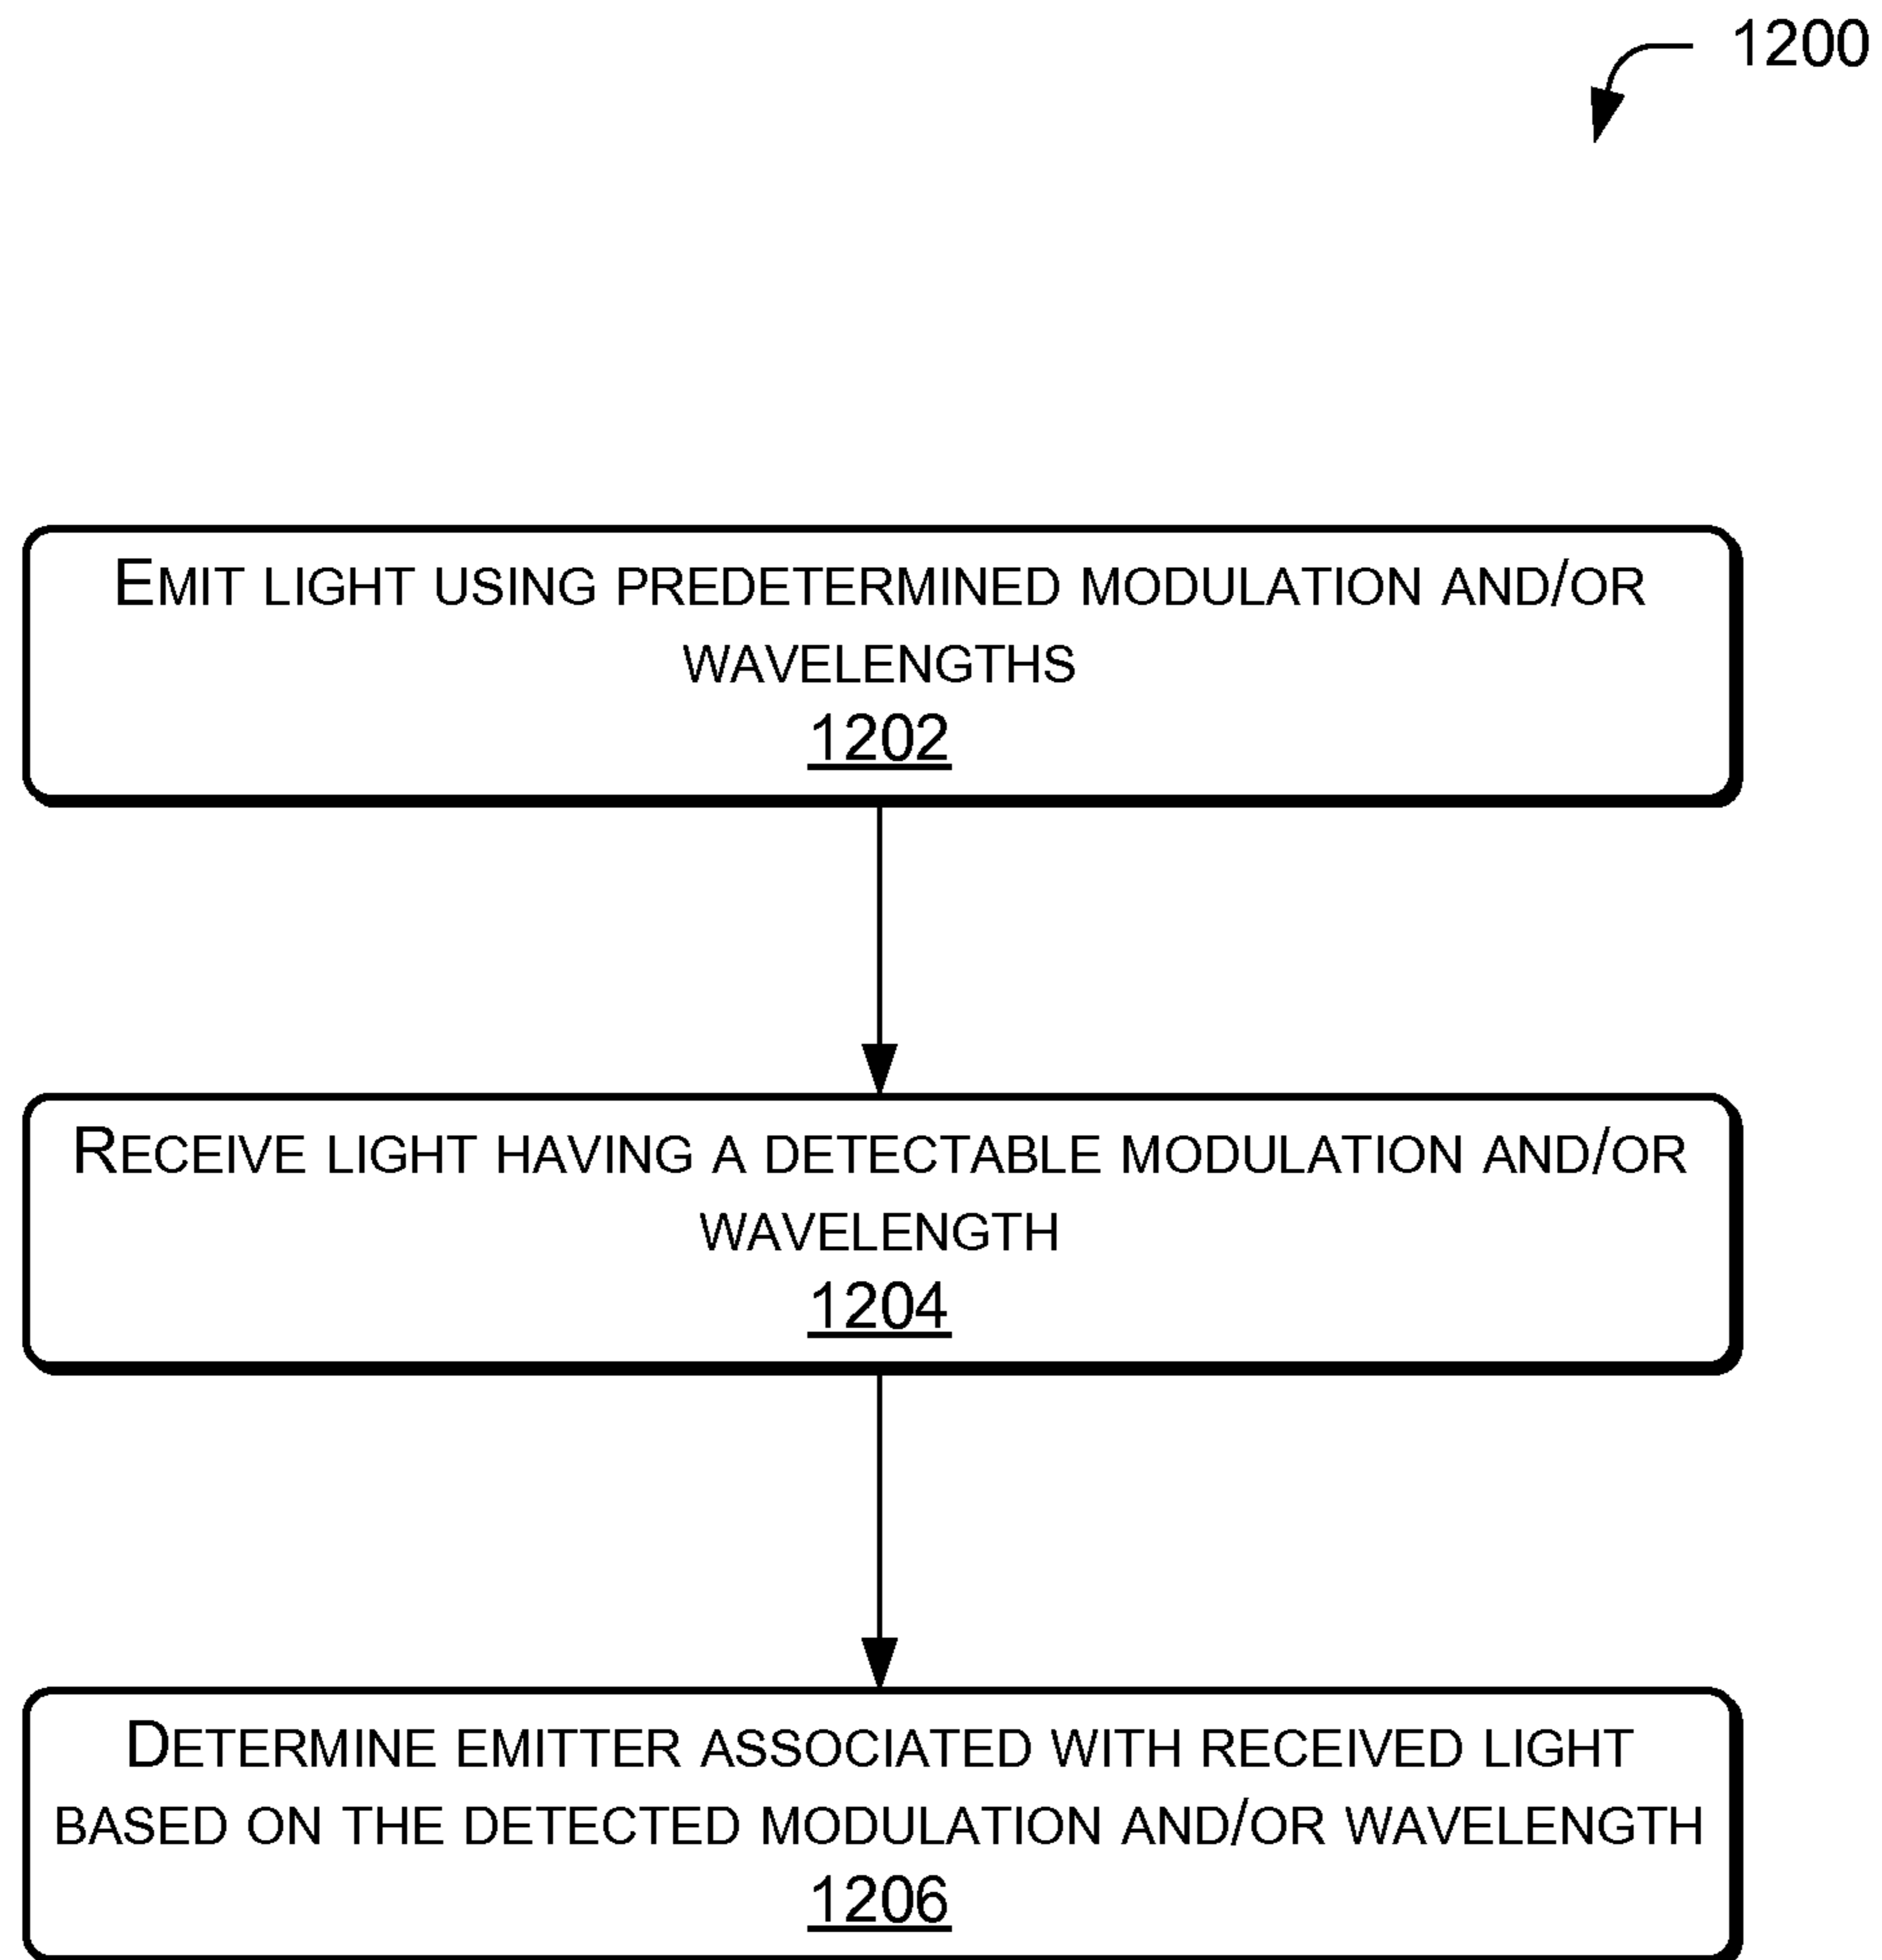 1200
EMIT LIGHT USING PREDETERMINED MODULATION AND/OR
WAVELENGTHS
1202
RECEIVE LIGHT HAVING A DETECTABLE MODULATION AND/OR
WAVELENGTH
1204
DETERMINE EMITTER ASSOCIATED WITH RECEIVED LIGHT
BASED ON THE DETECTED MODULATION AND/OR WAVELENGTH
1206